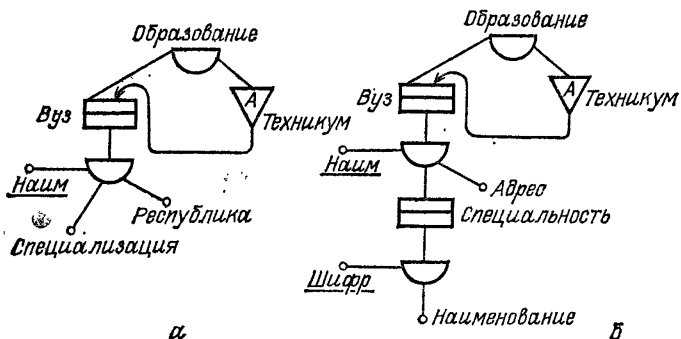 Образование
Вуз
А
Техникум
Наим
Республика
Специализация
а
Образование
Вуз
А
Техникум
Наим
Адрес
Специальность
Шифр
Наименование
б